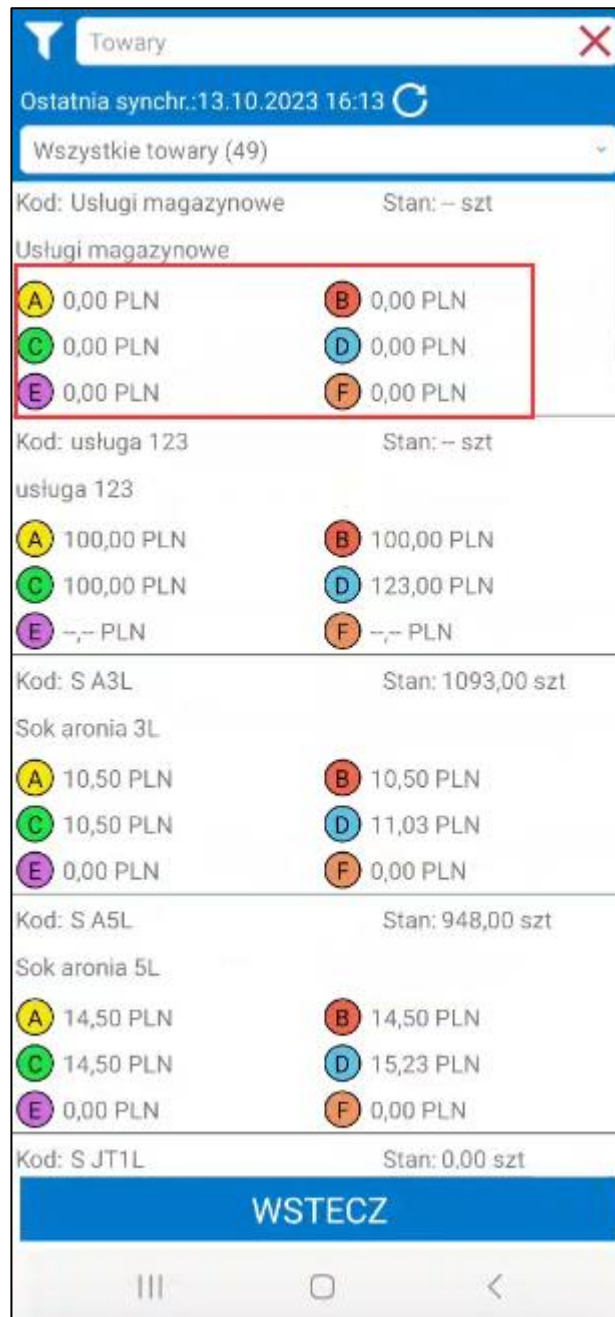 Towary
Ostatnia synchr.:13.10.2023 16:13
Wszystkie towary (49)
Kod: Usługi magazynowe Stan: -- szt
Usługi magazynowe
A 0,00 PLN B 0,00 PLN
C 0,00 PLN D 0,00 PLN
E 0,00 PLN F 0,00 PLN
Kod: usługa 123 Stan: -- szt
usługa 123
A 100,00 PLN B 100,00 PLN
C 100,00 PLN D 123,00 PLN
E --,-- PLN F --,-- PLN
Kod: S A3L Stan: 1093,00 szt
Sok aronia 3L
A 10,50 PLN B 10,50 PLN
C 10,50 PLN D 11,03 PLN
E 0,00 PLN F 0,00 PLN
Kod: S A5L Stan: 948,00 szt
Sok aronia 5L
A 14,50 PLN B 14,50 PLN
C 14,50 PLN D 15,23 PLN
E 0,00 PLN F 0,00 PLN
Kod: S JT1L Stan: 0,00 szt
WSTECZ